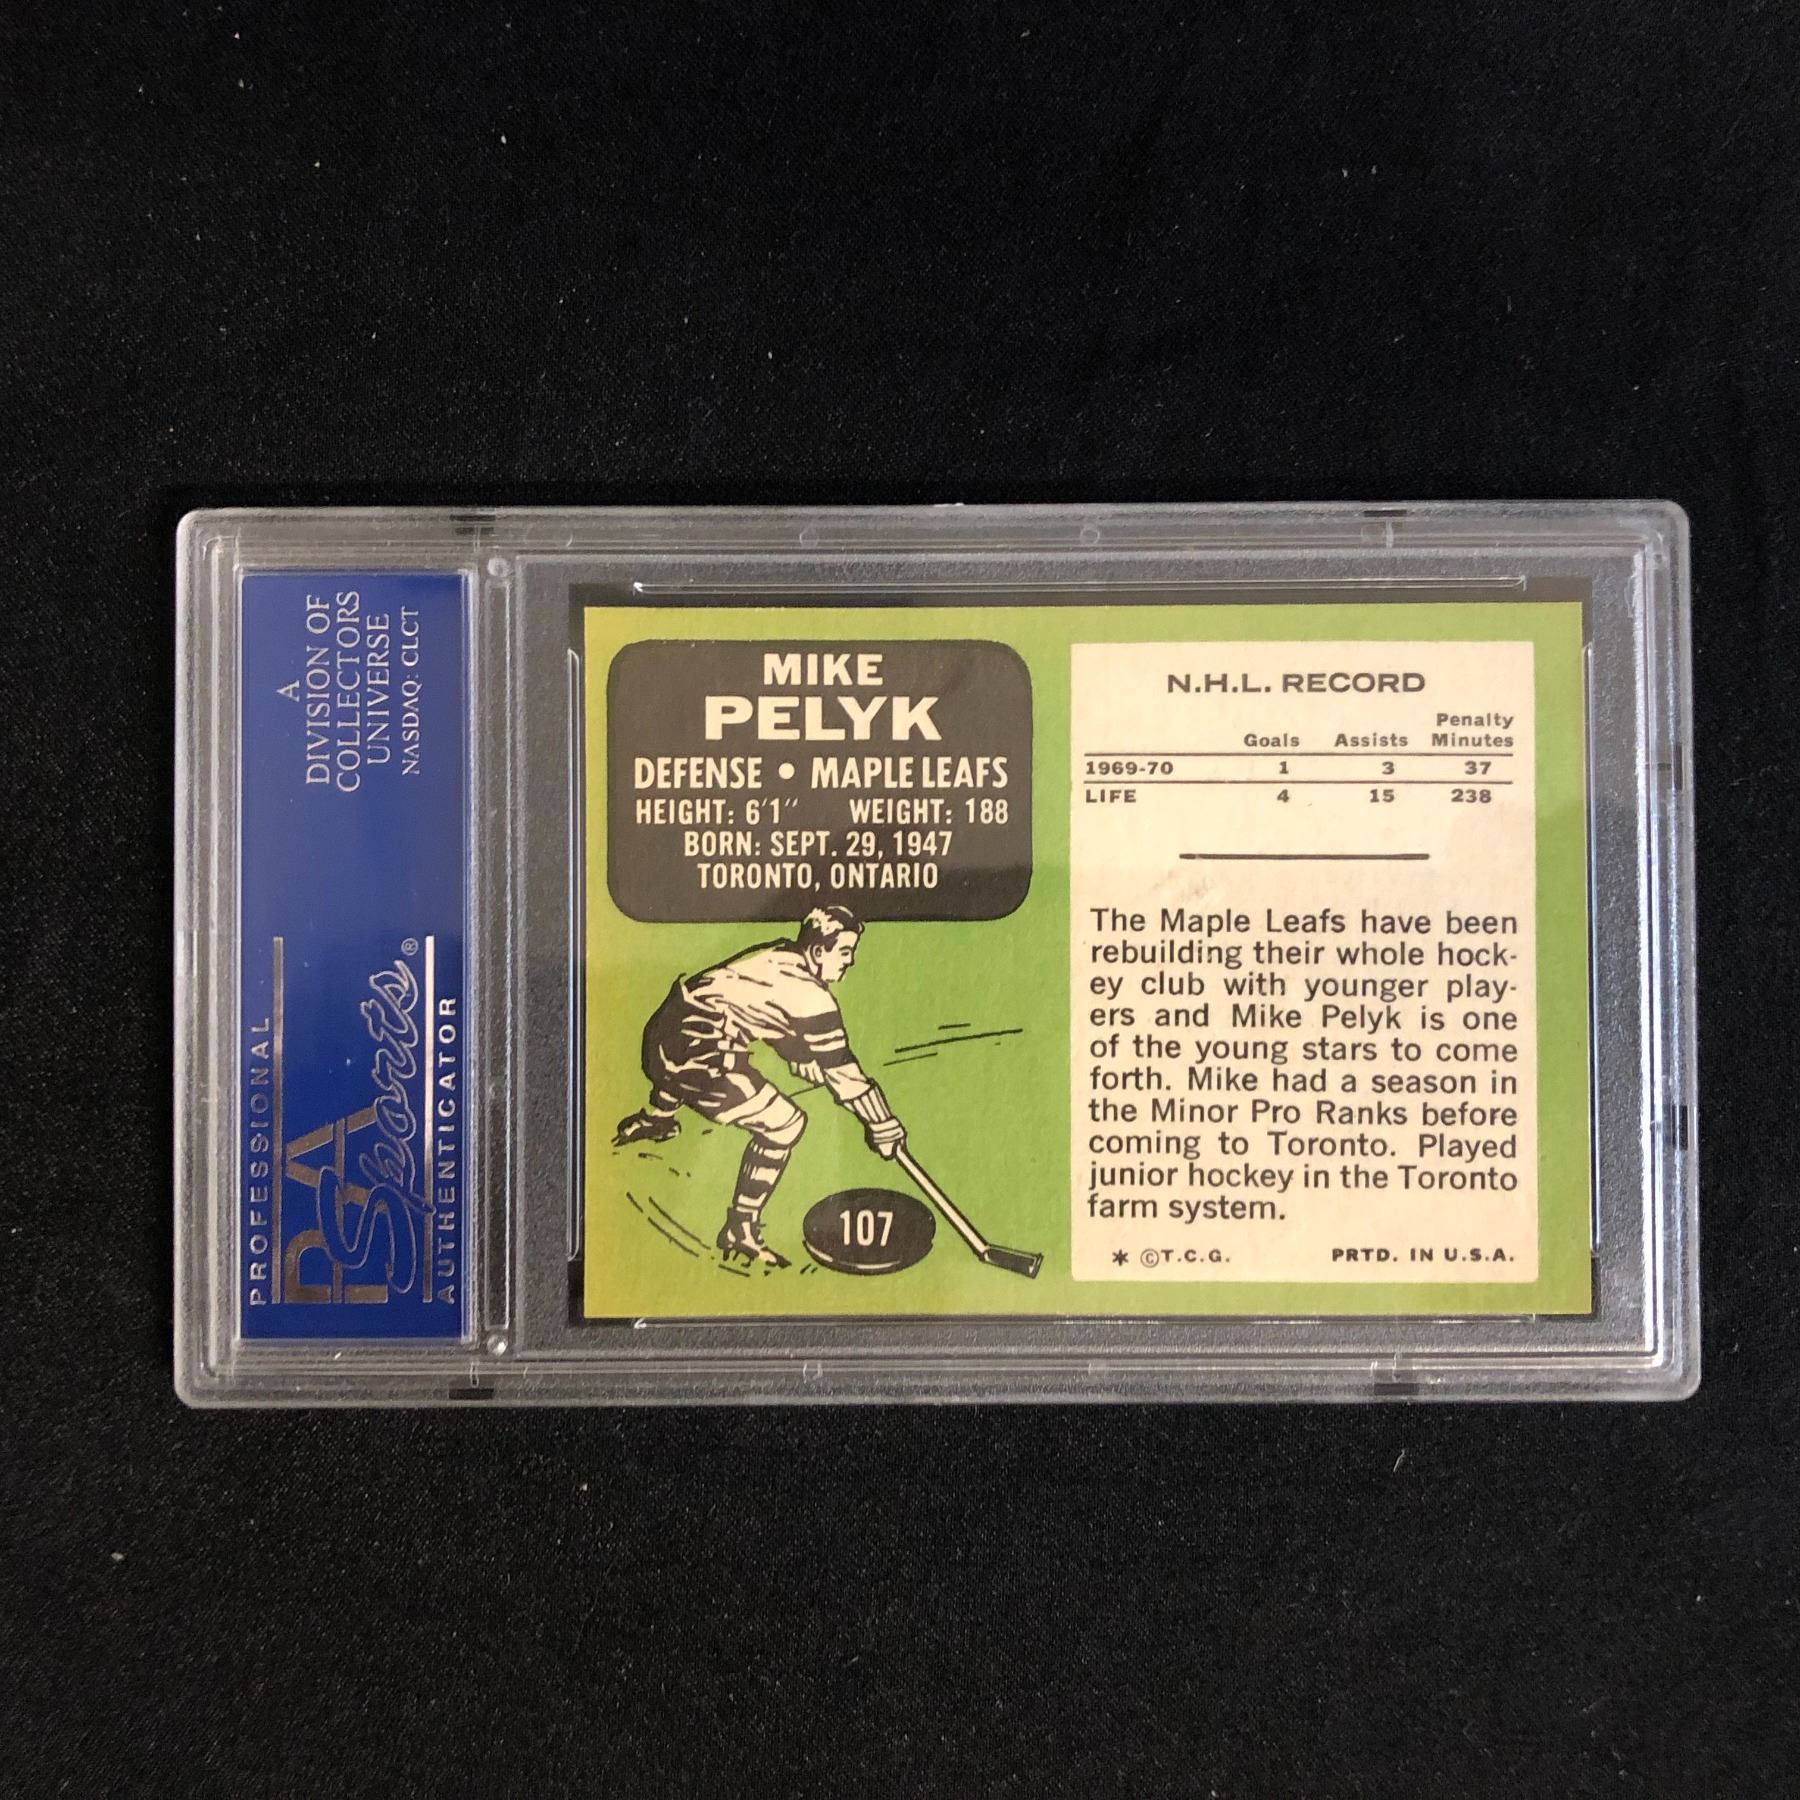 A
DIVISION OF
COLLECTORS
UNIVERSE
NASDAQ: CLCT
PROFESSIONAL
PSA
Sports®
AUTHENTICATOR
MIKE
PELYK
DEFENSE • MAPLE LEAFS
HEIGHT: 6'1" WEIGHT: 188
BORN: SEPT. 29, 1947
TORONTO, ONTARIO
107
N.H.L. RECORD
Penalty
Goals Assists Minutes
1969-70 1 3 37
LIFE 4 15 238
The Maple Leafs have been
rebuilding their whole hock-
ey club with younger play-
ers and Mike Pelyk is one
of the young stars to come
forth. Mike had a season in
the Minor Pro Ranks before
coming to Toronto. Played
junior hockey in the Toronto
farm system.
* ©T.C.G. PRTD. IN U.S.A.